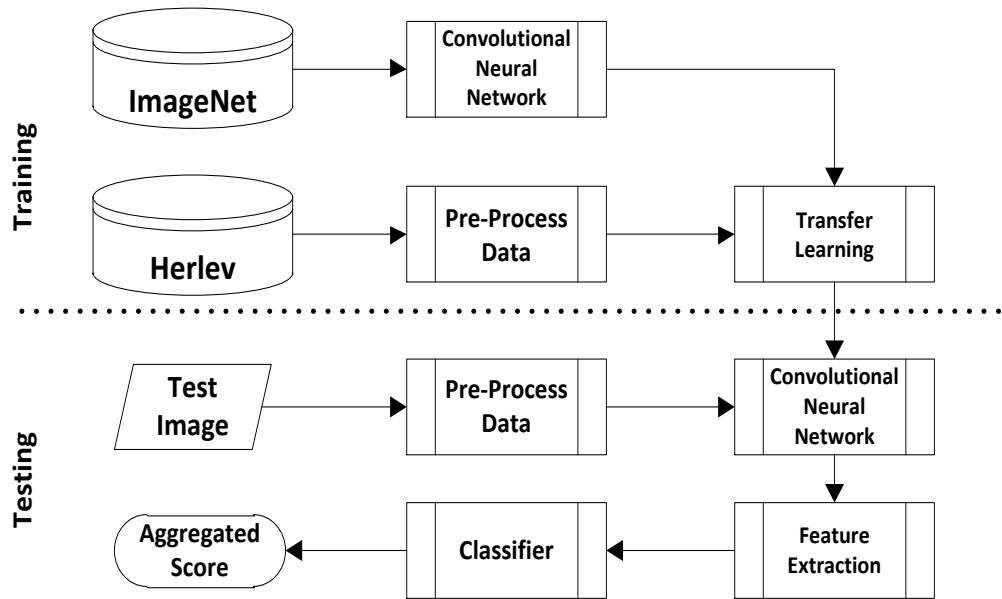 Training
ImageNet
Convolutional
Neural
Network
Herlev
Pre-Process
Data
Transfer
Learning
Testing
Test
Image
Pre-Process
Data
Convolutional
Neural
Network
Aggregated
Score
Classifier
Feature
Extraction